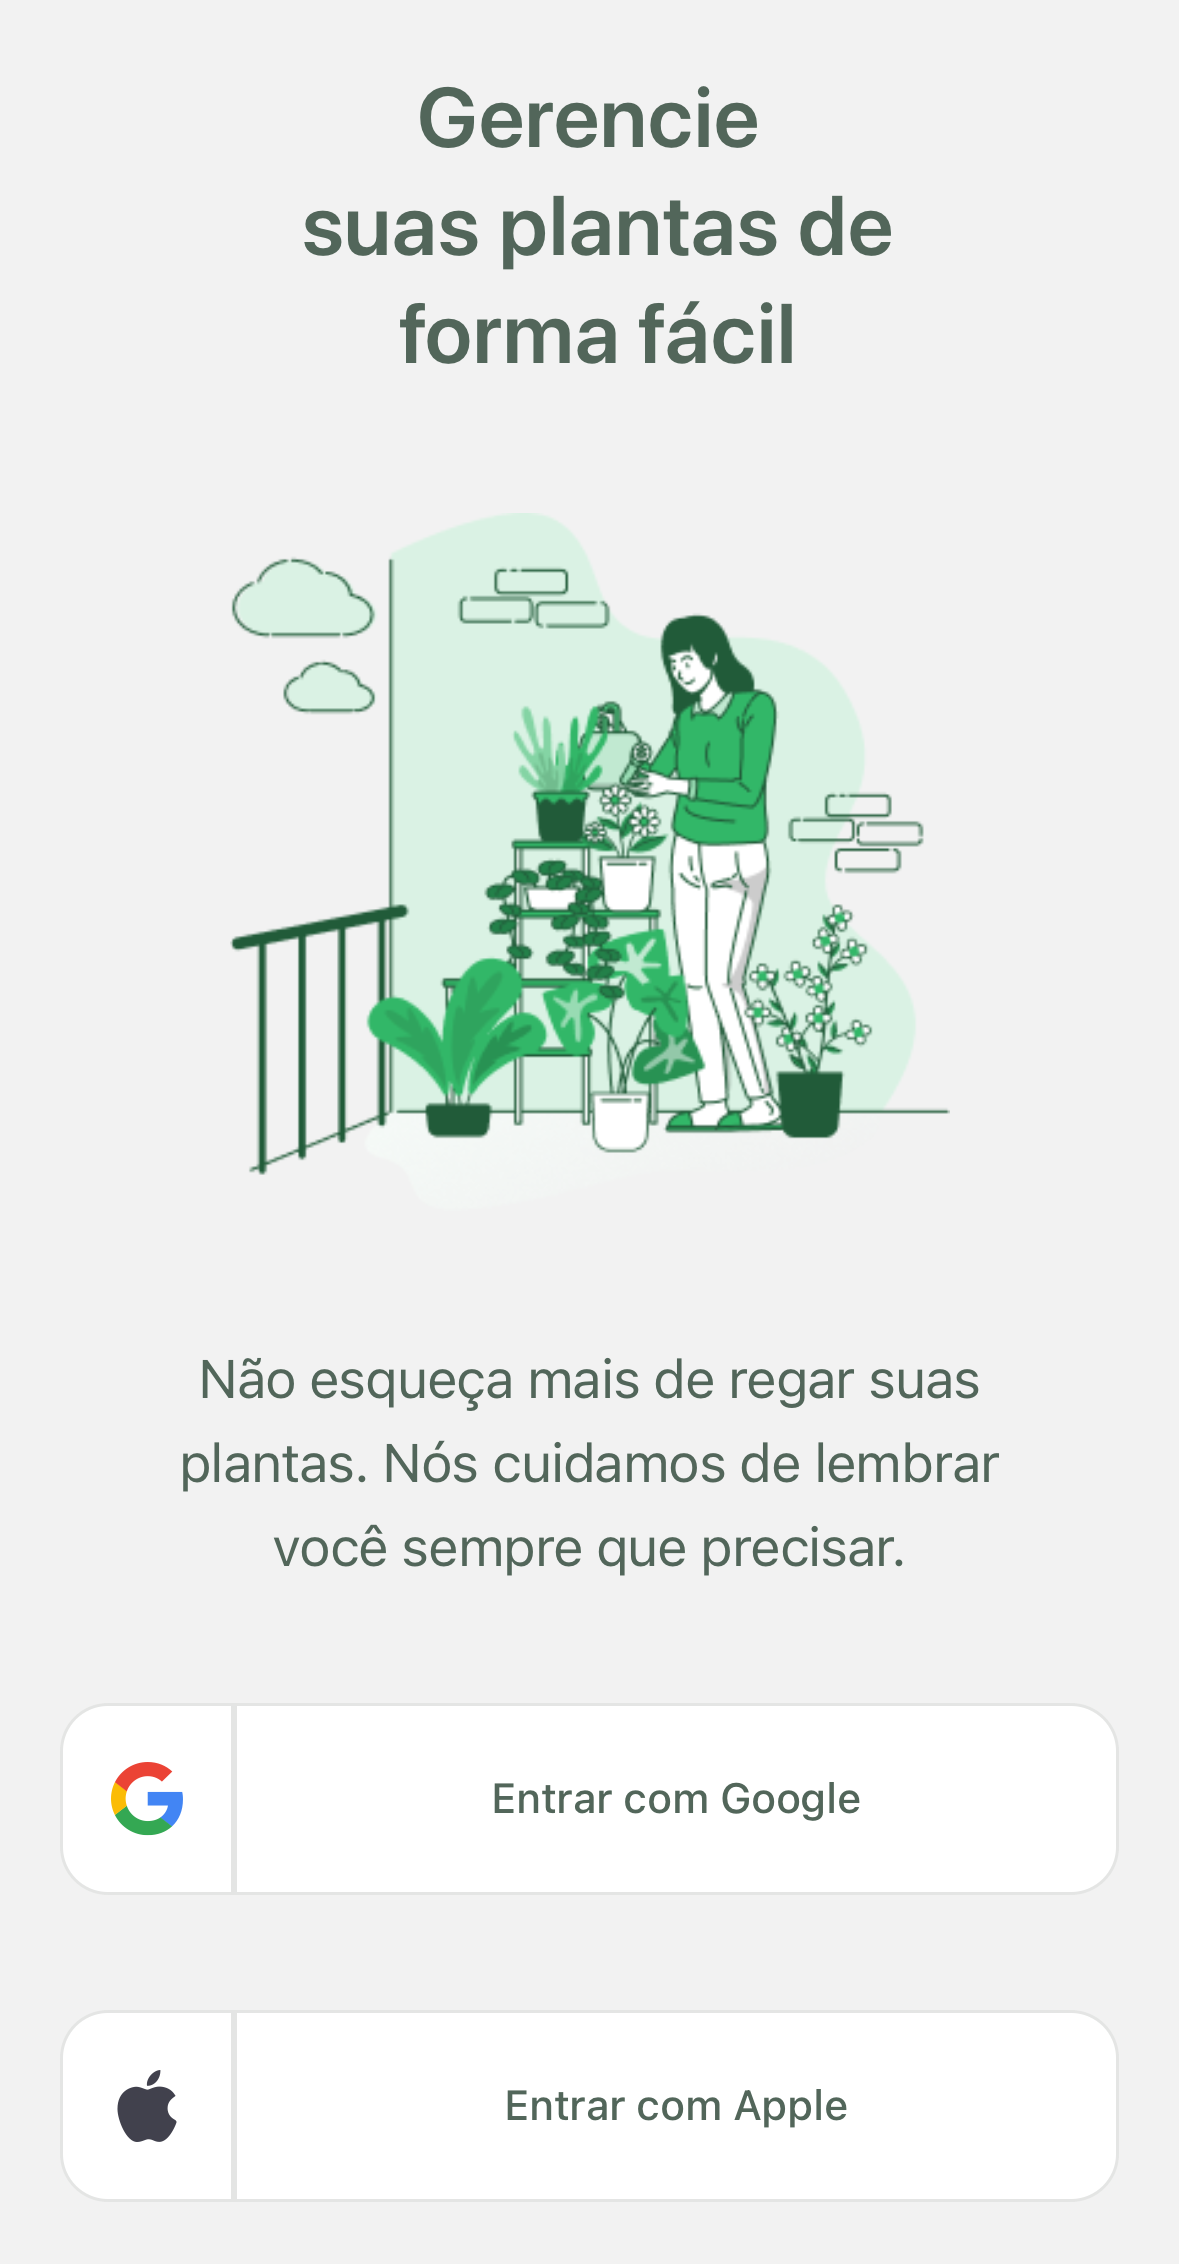 Gerencie
suas plantas de
forma fácil
Não esqueça mais de regar suas
plantas. Nós cuidamos de lembrar
você sempre que precisar.
Entrar com Google
Entrar com Apple